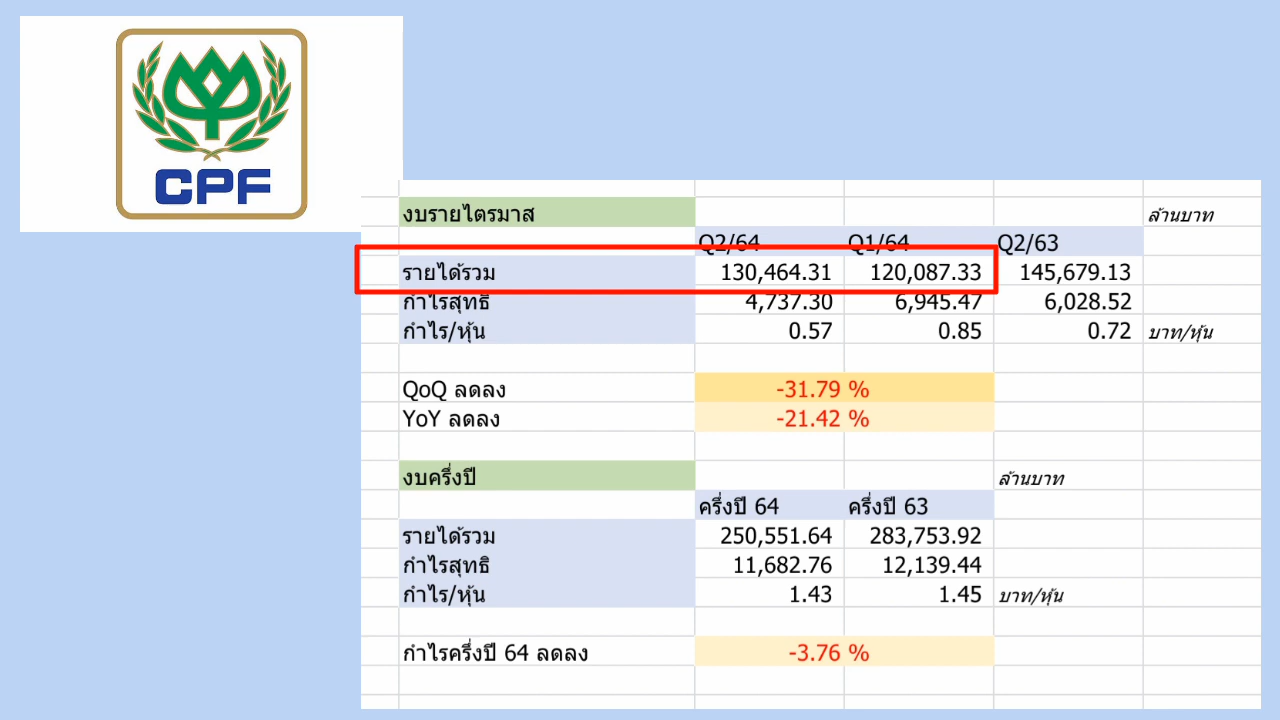 CPF
งบรายไตรมาส ล้านบาท
Q2/64 Q1/64 Q2/63
รายได้รวม 130,464.31 120,087.33 145,679.13
กำไรสุทธิ 4,737.30 6,945.47 6,028.52
กำไร/หุ้น 0.57 0.85 0.72 บาท/หุ้น
QoQ ลดลง -31.79 %
YoY ลดลง -21.42 %
งบครึ่งปี ล้านบาท
ครึ่งปี 64 ครึ่งปี 63
รายได้รวม 250,551.64 283,753.92
กำไรสุทธิ 11,682.76 12,139.44
กำไร/หุ้น 1.43 1.45 บาท/หุ้น
กำไรครึ่งปี 64 ลดลง -3.76 %